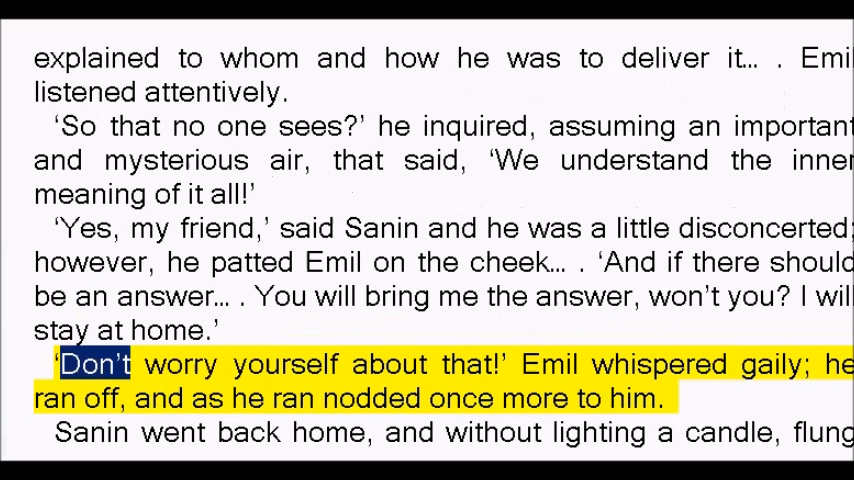 explained to whom and how he was to deliver it... . Emil
listened attentively.
‘So that no one sees?’ he inquired, assuming an important
and mysterious air, that said, ‘We understand the inner
meaning of it all!’
‘Yes, my friend,’ said Sanin and he was a little disconcerted;
however, he patted Emil on the cheek... . ‘And if there should
be an answer... . You will bring me the answer, won’t you? I will
stay at home.’
‘Don’t worry yourself about that!’ Emil whispered gaily; he
ran off, and as he ran nodded once more to him.
Sanin went back home, and without lighting a candle, flung